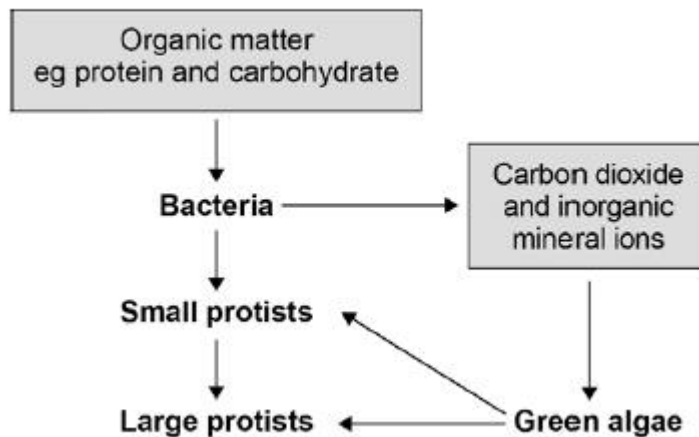 Organic matter
eg protein and carbohydrate
Bacteria
Carbon dioxide
and inorganic
mineral ions
Small protists
Large protists
Green algae